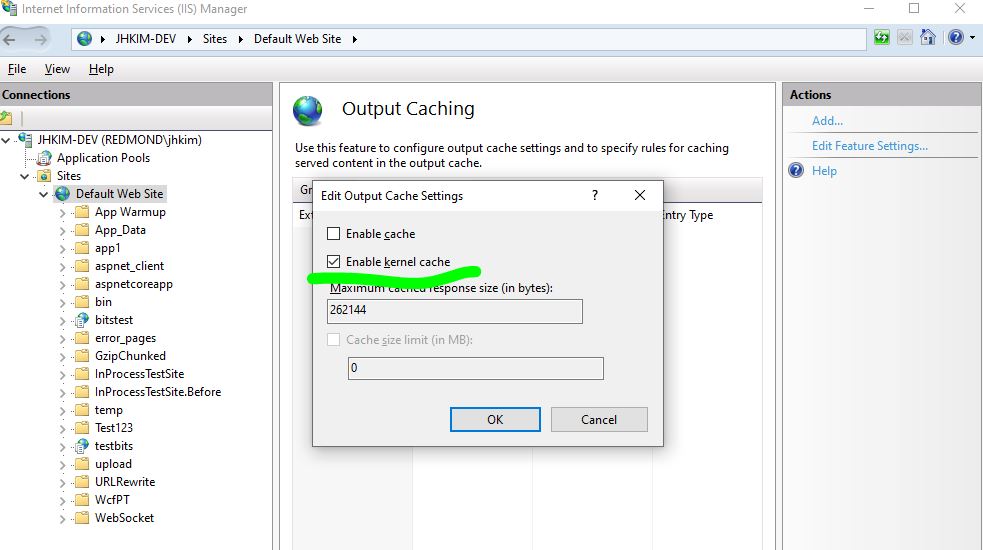 Internet Information Services (IIS) Manager
JHKIM-DEV Sites Default Web Site
File View Help
Connections
JHKIM-DEV (REDMOND\jhkim)
Application Pools
Sites
Default Web Site
App Warmup
App_Data
app1
aspnet_client
aspnetcoreapp
bin
bitstest
error_pages
GzipChunked
InProcessTestSite
InProcessTestSite.Before
temp
Test123
testbits
upload
URLRewrite
WcfPT
WebSocket
Output Caching
Use this feature to configure output cache settings and to specify rules for caching
served content in the output cache.
Gr
Ext
Entry Type
Edit Output Cache Settings ?
Enable cache
Enable kernel cache
Maximum cached response size (in bytes):
262144
Cache size limit (in MB):
0
OK Cancel
Actions
Add...
Edit Feature Settings...
Help